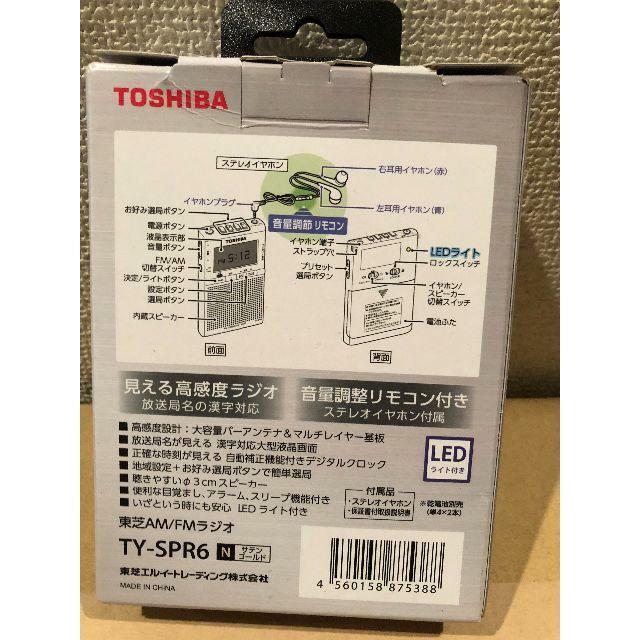 TOSHIBA
ステレオイヤホン
右耳用イヤホン(赤)
イヤホンプラグ
左耳用イヤホン(青)
お好み選局ボタン
音量調節 リモコン
電源ボタン
液晶表示部
音量ボタン
FM/AM
切替スイッチ
決定/ライトボタン
設定ボタン
選局ボタン
内蔵スピーカー
TOSHIBA
5:12
前面
イヤホン端子
ストラップ穴
プリセット
選局ボタン
LEDライト
ロックスイッチ
イヤホン/
スピーカー
切替スイッチ
電池ふた
背面
見える高感度ラジオ
放送局名の漢字対応
音量調整リモコン付き
ステレオイヤホン付属
■高感度設計:大容量バーアンテナ&マルチレイヤー基板
■放送局名が見える 漢字対応大型液晶画面
■正確な時刻が見える 自動補正機能付きデジタルクロック
■地域設定+お好み選局ボタンで簡単選局
■聴きやすいφ3cmスピーカー
■便利な目覚まし、アラーム、スリープ機能付き
■いざという時にも安心 LEDライト付き
LED
ライト付き
付属品
・ステレオイヤホン
・保証書付取扱説明書
※乾電池別売
(単4×2本)
東芝AM/FMラジオ
TY-SPR6 N サテンゴールド
東芝エルイートレーディング株式会社
MADE IN CHINA
4 560158 875388